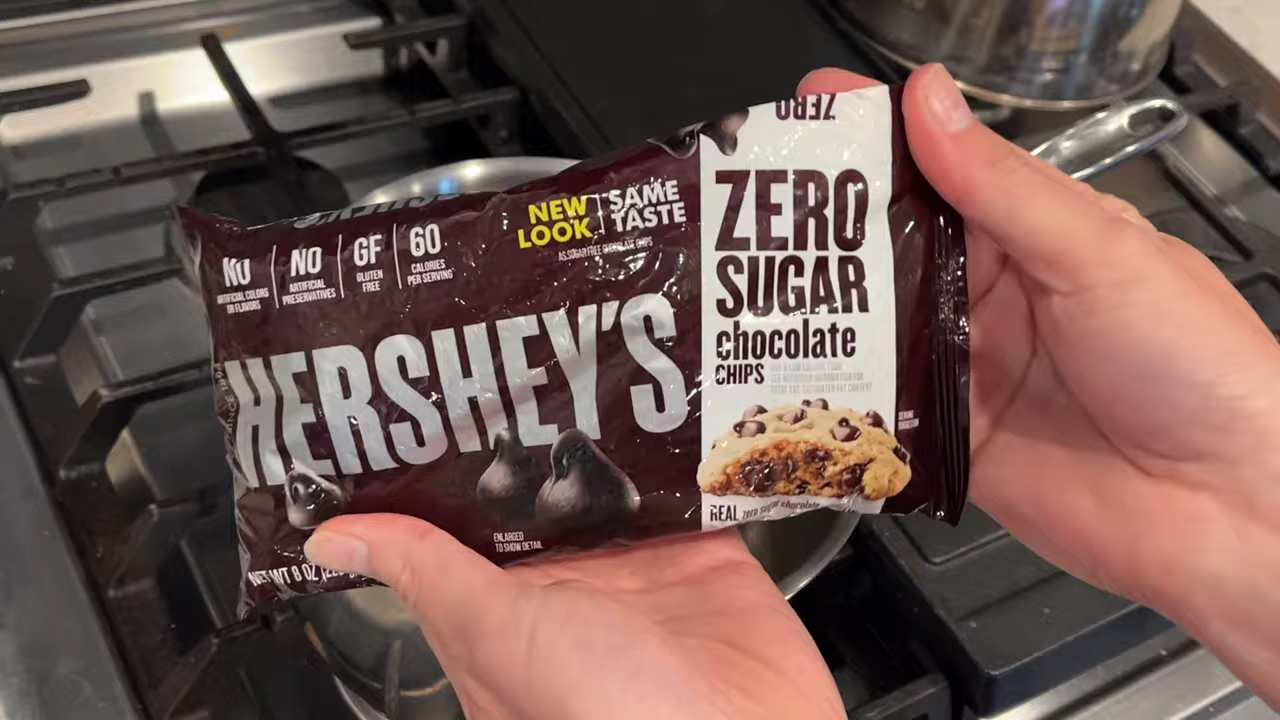 ZERO
NO
ARTIFICIAL COLORS
OR FLAVORS
NO
ARTIFICIAL
PRESERVATIVES
GF
GLUTEN
FREE
60
CALORIES
PER SERVING
NEW
LOOK
SAME
TASTE
AS SUGAR FREE CHOCOLATE CHIPS
HERSHEY'S
ZERO
SUGAR
chocolate
CHIPS
SERVING
SUGGESTION
REAL zero sugar chocolate
ENLARGED
TO SHOW DETAIL
NET WT 8 OZ